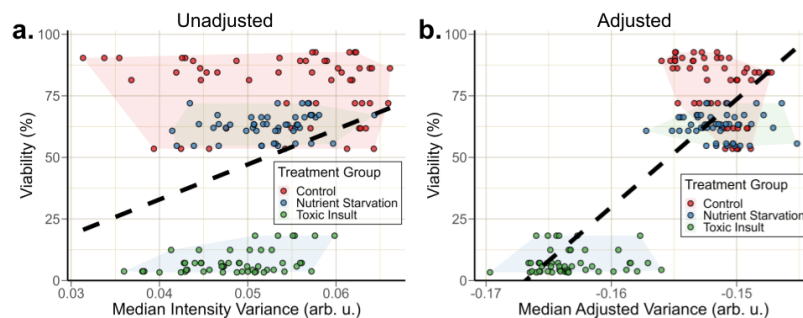 a.
Unadjusted
Viability (%)
100
75
50
25
0
Treatment Group
Control
Nutrient Starvation
Toxic Insult
0.03 0.04 0.05 0.06
Median Intensity Variance (arb. u.)
b.
Adjusted
Viability (%)
100
75
50
25
0
Treatment Group
Control
Nutrient Starvation
Toxic Insult
-0.17 -0.16 -0.15
Median Adjusted Variance (arb. u.)